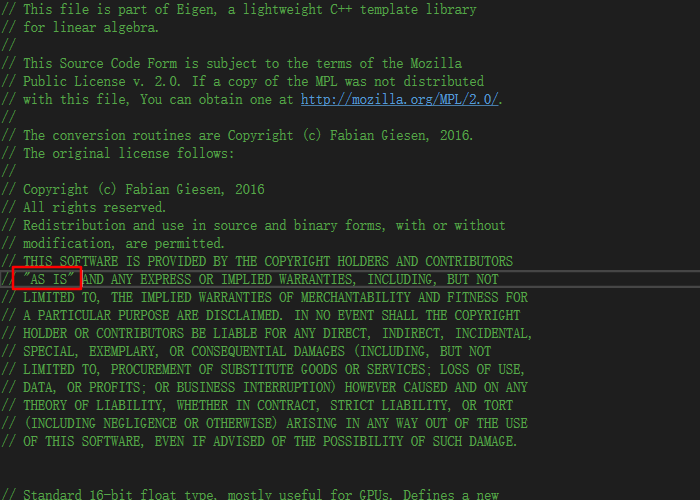 // This file is part of Eigen, a lightweight C++ template library
// for linear algebra.
//
// This Source Code Form is subject to the terms of the Mozilla
// Public License v. 2.0. If a copy of the MPL was not distributed
// with this file, You can obtain one at http://mozilla.org/MPL/2.0/.
//
// The conversion routines are Copyright (c) Fabian Giesen, 2016.
// The original license follows:
//
// Copyright (c) Fabian Giesen, 2016
// All rights reserved.
// Redistribution and use in source and binary forms, with or without
// modification, are permitted.
// THIS SOFTWARE IS PROVIDED BY THE COPYRIGHT HOLDERS AND CONTRIBUTORS
// "AS IS" AND ANY EXPRESS OR IMPLIED WARRANTIES, INCLUDING, BUT NOT
// LIMITED TO, THE IMPLIED WARRANTIES OF MERCHANTABILITY AND FITNESS FOR
// A PARTICULAR PURPOSE ARE DISCLAIMED. IN NO EVENT SHALL THE COPYRIGHT
// HOLDER OR CONTRIBUTORS BE LIABLE FOR ANY DIRECT, INDIRECT, INCIDENTAL,
// SPECIAL, EXEMPLARY, OR CONSEQUENTIAL DAMAGES (INCLUDING, BUT NOT
// LIMITED TO, PROCUREMENT OF SUBSTITUTE GOODS OR SERVICES; LOSS OF USE,
// DATA, OR PROFITS; OR BUSINESS INTERRUPTION) HOWEVER CAUSED AND ON ANY
// THEORY OF LIABILITY, WHETHER IN CONTRACT, STRICT LIABILITY, OR TORT
// (INCLUDING NEGLIGENCE OR OTHERWISE) ARISING IN ANY WAY OUT OF THE USE
// OF THIS SOFTWARE, EVEN IF ADVISED OF THE POSSIBILITY OF SUCH DAMAGE.
// Standard 16-bit float type, mostly useful for GPUs. Defines a new